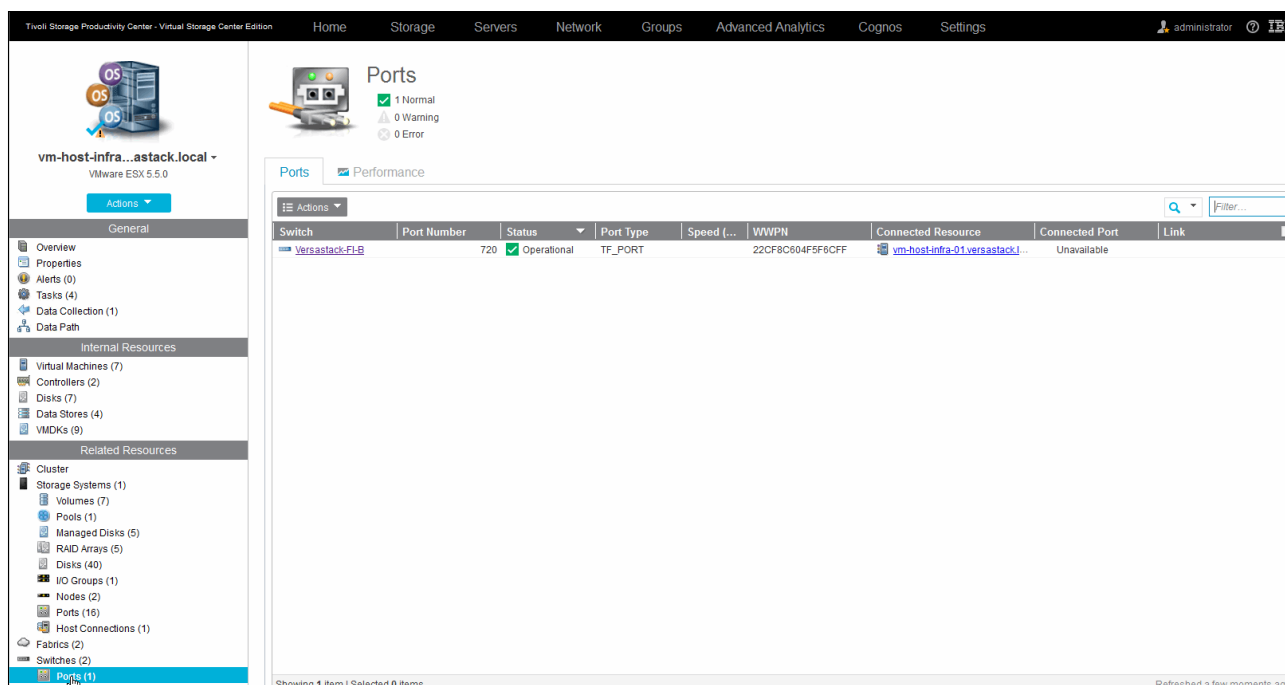 Tivoli Storage Productivity Center - Virtual Storage Center Edition Home Storage Servers Network Groups Advanced Analytics Cognos Settings administrator
Ports
1 Normal
0 Warning
0 Error
vm-host-infra...astack.local
VMware ESX 5.5.0
Actions
General
Overview
Properties
Alerts (0)
Tasks (4)
Data Collection (1)
Data Path
Internal Resources
Virtual Machines (7)
Controllers (2)
Disks (7)
Data Stores (4)
VMDKs (9)
Related Resources
Cluster
Storage Systems (1)
Volumes (7)
Pools (1)
Managed Disks (5)
RAID Arrays (5)
Disks (40)
I/O Groups (1)
Nodes (2)
Ports (16)
Host Connections (1)
Fabrics (2)
Switches (2)
Ports (1)
Ports Performance
Actions Filter...
Switch Port Number Status Port Type Speed (... WWPN Connected Resource Connected Port Link
Versastack-FI-B 720 Operational TF_PORT 22CF8C604F5F6CFF vm-host-infra-01.versastack.l... Unavailable
Showing 1 item | Selected 0 items Refreshed a few moments ag